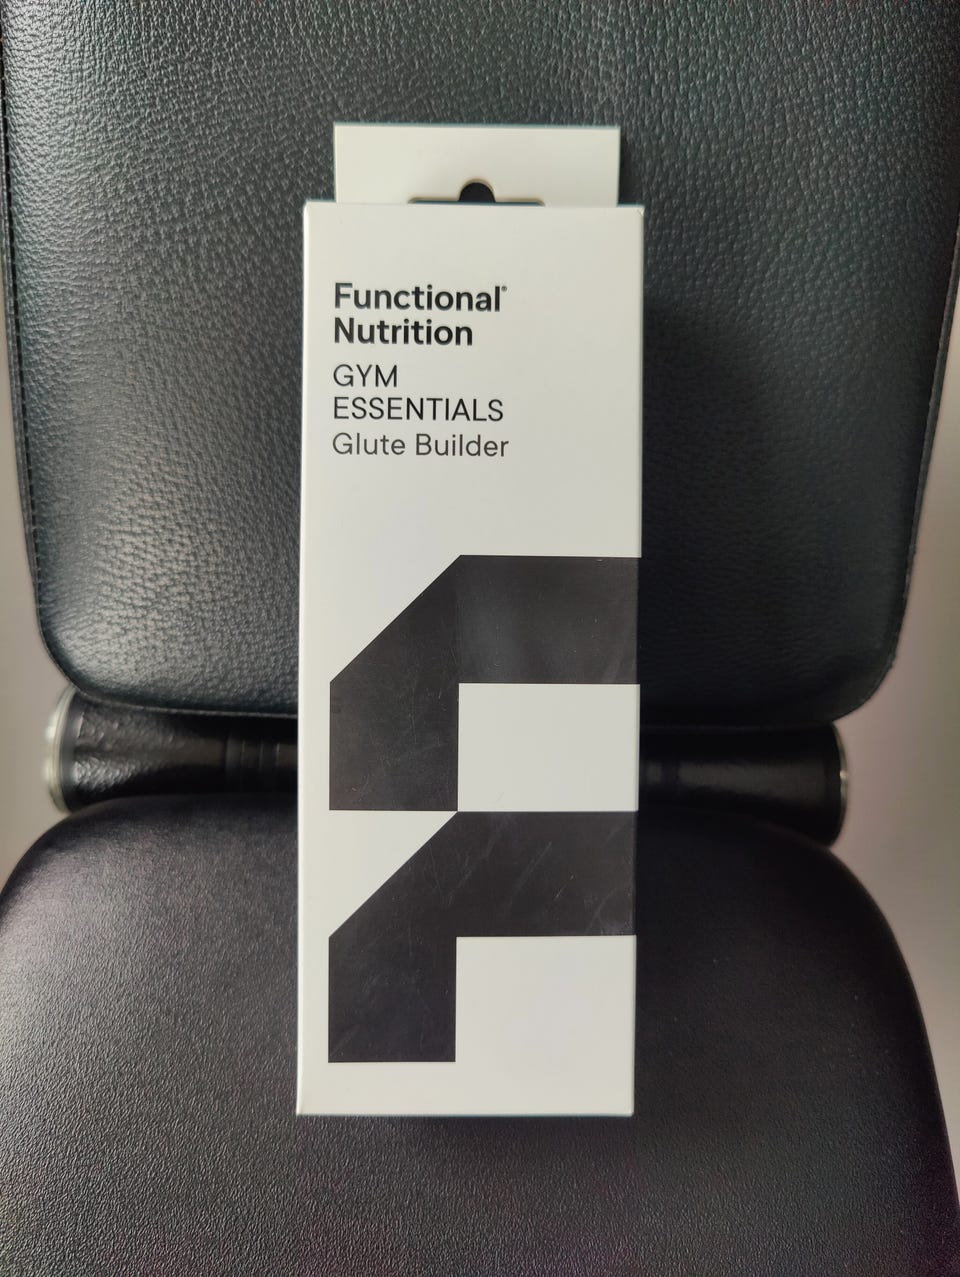 Functional®
Nutrition
GYM
ESSENTIALS
Glute Builder